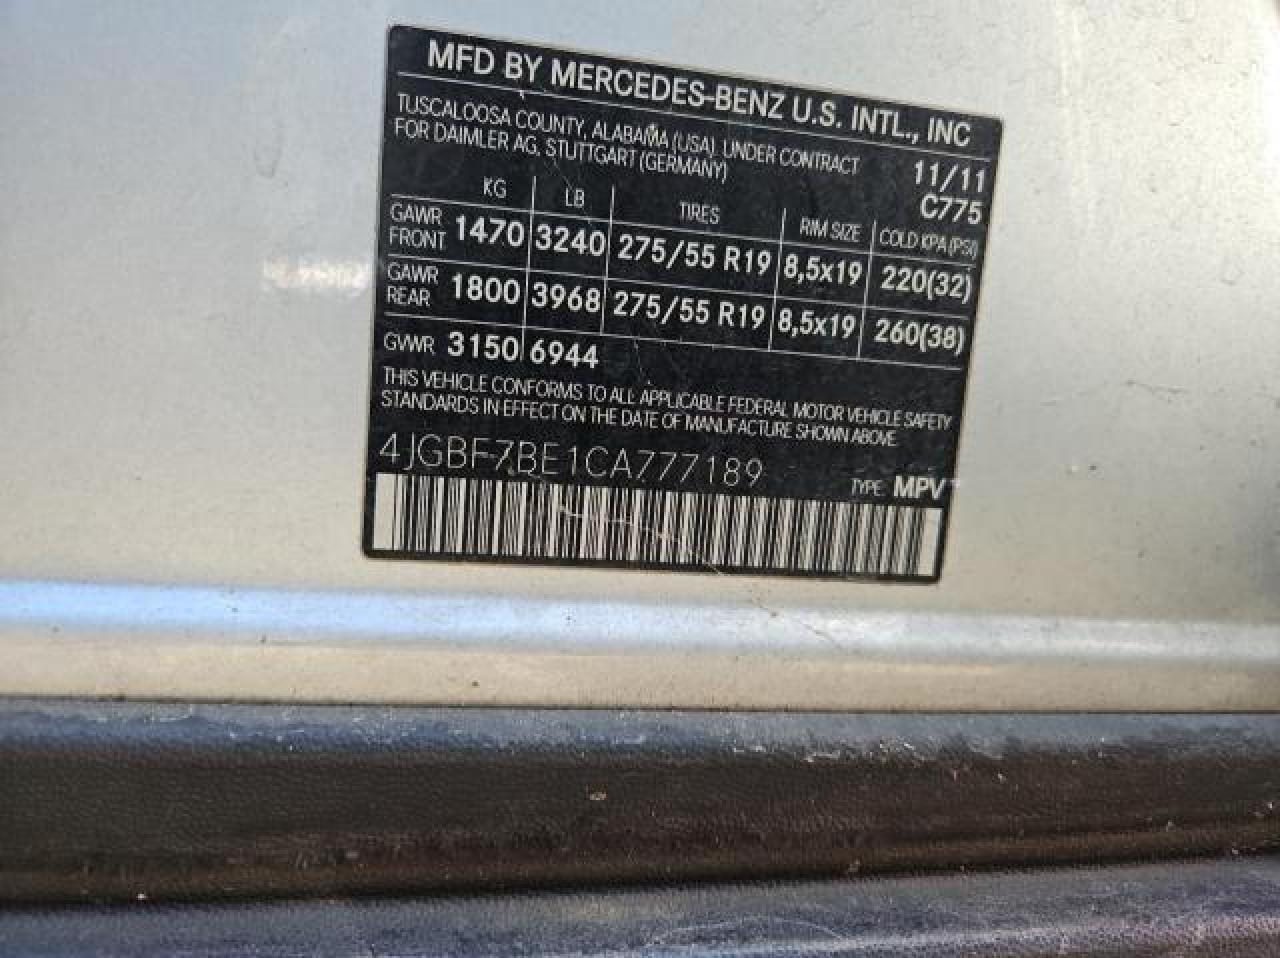 MFD BY MERCEDES-BENZ U.S. INTL., INC
TUSCALOOSA COUNTY, ALABAMA (USA), UNDER CONTRACT
FOR DAIMLER AG, STUTTGART (GERMANY)
11/11
C775
KG LB TIRES RIM SIZE COLD KPA (PSI)
GAWR FRONT 1470 3240 275/55 R19 8,5x19 220(32)
GAWR REAR 1800 3968 275/55 R19 8,5x19 260(38)
GVWR 3150 6944
THIS VEHICLE CONFORMS TO ALL APPLICABLE FEDERAL MOTOR VEHICLE SAFETY
STANDARDS IN EFFECT ON THE DATE OF MANUFACTURE SHOWN ABOVE.
4JGBF7BE1CA777189
TYPE: MPV